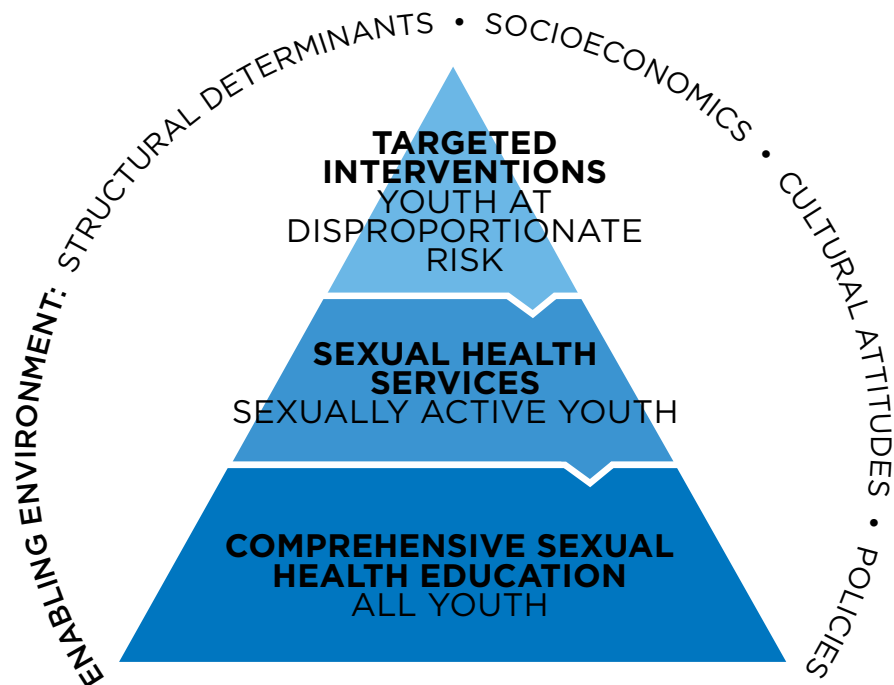 ENABLING ENVIRONMENT: STRUCTURAL DETERMINANTS • SOCIOECONOMICS • CULTURAL ATTITUDES • POLICIES
TARGETED
INTERVENTIONS
YOUTH AT
DISPROPORTIONATE
RISK
SEXUAL HEALTH
SERVICES
SEXUALLY ACTIVE YOUTH
COMPREHENSIVE SEXUAL
HEALTH EDUCATION
ALL YOUTH